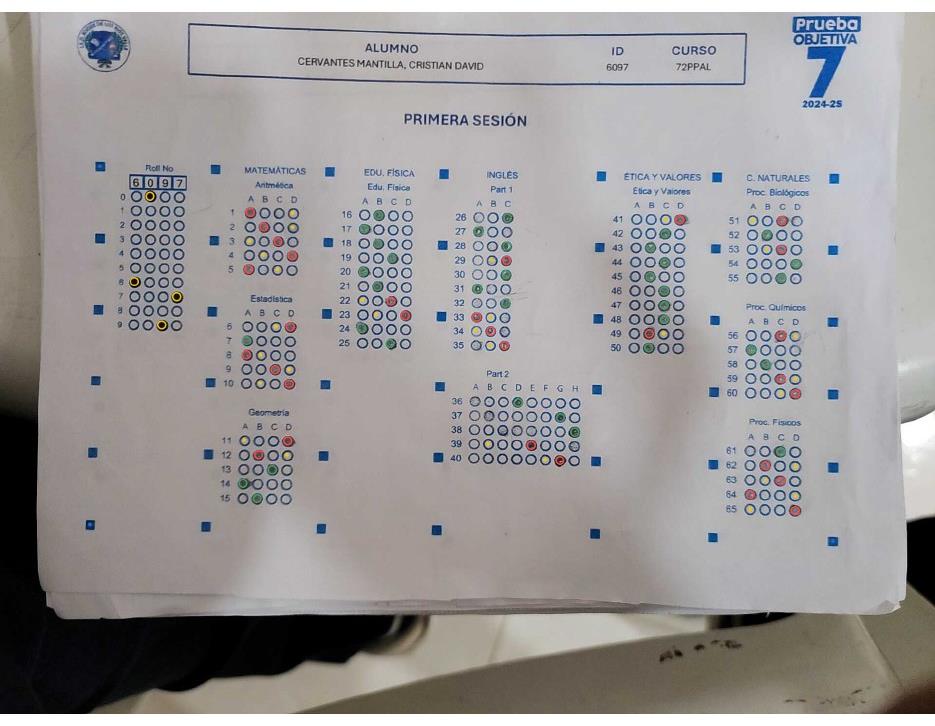 Prueba
OBJETIVA
7
2024-2S
ALUMNO ID CURSO
CERVANTES MANTILLA, CRISTIAN DAVID 6097 72PPAL
PRIMERA SESIÓN
Roll No
6 0 9 7
0
1
2
3
4
5
6
7
8
9
MATEMÁTICAS
Aritmética
A B C D
1
2
3
4
5
Estadística
A B C D
6
7
8
9
10
Geometría
A B C D
11
12
13
14
15
EDU. FÍSICA
Edu. Física
A B C D
16
17
18
19
20
21
22
23
24
25
INGLÉS
Part 1
A B C
26
27
28
29
30
31
32
33
34
35
Part 2
A B C D E F G H
36
37
38
39
40
ÉTICA Y VALORES
Ética y Valores
A B C D
41
42
43
44
45
46
47
48
49
50
C. NATURALES
Proc. Biológicos
A B C D
51
52
53
54
55
Proc. Químicos
A B C D
56
57
58
59
60
Proc. Físicos
A B C D
61
62
63
64
65